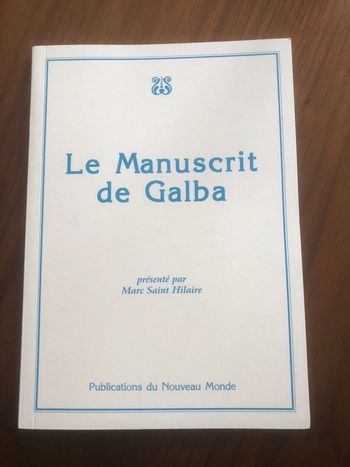 Le Manuscrit
de Galba
présenté par
Marc Saint Hilaire
Publications du Nouveau Monde